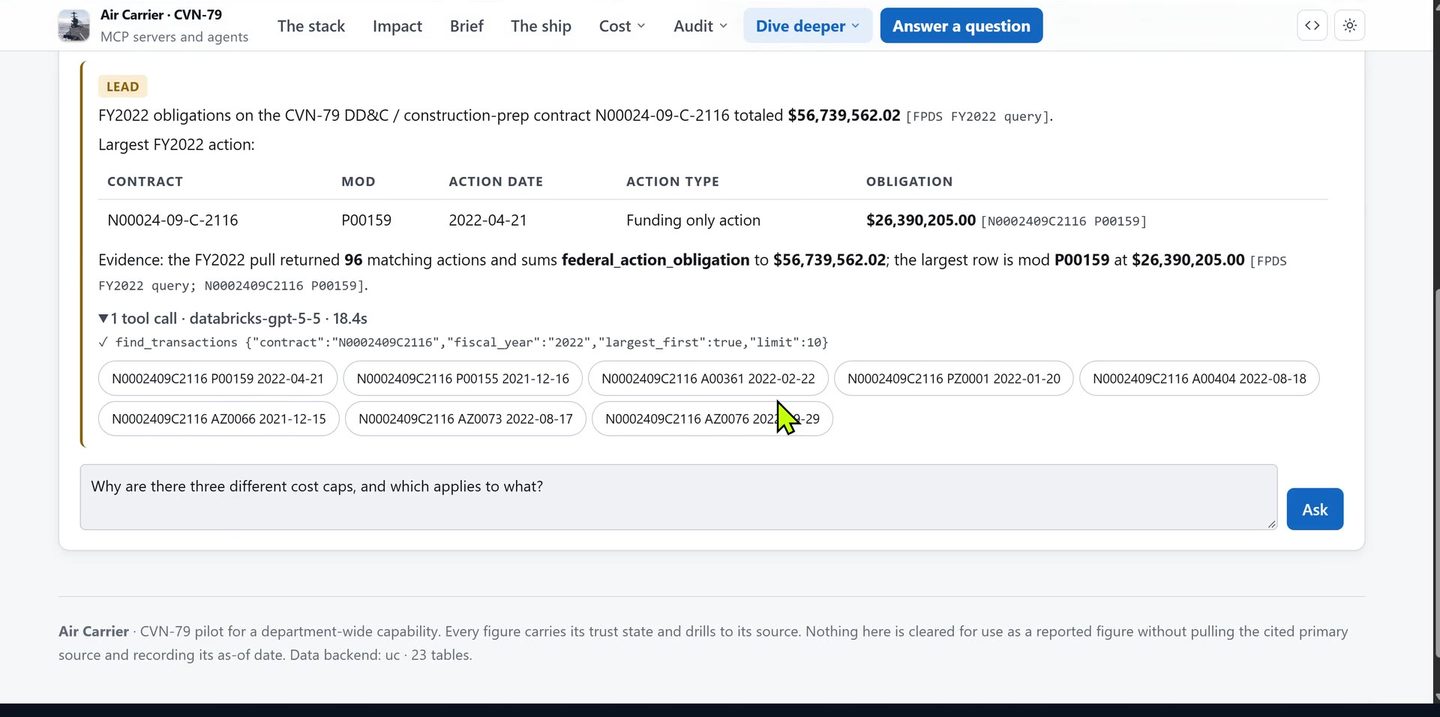 Air Carrier · CVN-79
MCP servers and agents
The stack
Impact
Brief
The ship
Cost
Audit
Dive deeper
Answer a question
LEAD
FY2022 obligations on the CVN-79 DD&C / construction-prep contract N00024-09-C-2116 totaled $56,739,562.02 [FPDS FY2022 query].
Largest FY2022 action:
CONTRACT MOD ACTION DATE ACTION TYPE OBLIGATION
N00024-09-C-2116 P00159 2022-04-21 Funding only action $26,390,205.00 [N0002409C2116 P00159]
Evidence: the FY2022 pull returned 96 matching actions and sums federal_action_obligation to $56,739,562.02; the largest row is mod P00159 at $26,390,205.00 [FPDS
FY2022 query; N0002409C2116 P00159].
▼1 tool call · databricks-gpt-5-5 · 18.4s
✓ find_transactions {"contract":"N0002409C2116","fiscal_year":"2022","largest_first":true,"limit":10}
N0002409C2116 P00159 2022-04-21
N0002409C2116 P00155 2021-12-16
N0002409C2116 A00361 2022-02-22
N0002409C2116 PZ0001 2022-01-20
N0002409C2116 A00404 2022-08-18
N0002409C2116 AZ0066 2021-12-15
N0002409C2116 AZ0073 2022-08-17
N0002409C2116 AZ0076
Why are there three different cost caps, and which applies to what?
Ask
Air Carrier · CVN-79 pilot for a department-wide capability. Every figure carries its trust state and drills to its source. Nothing here is cleared for use as a reported figure without pulling the cited primary
source and recording its as-of date. Data backend: uc · 23 tables.